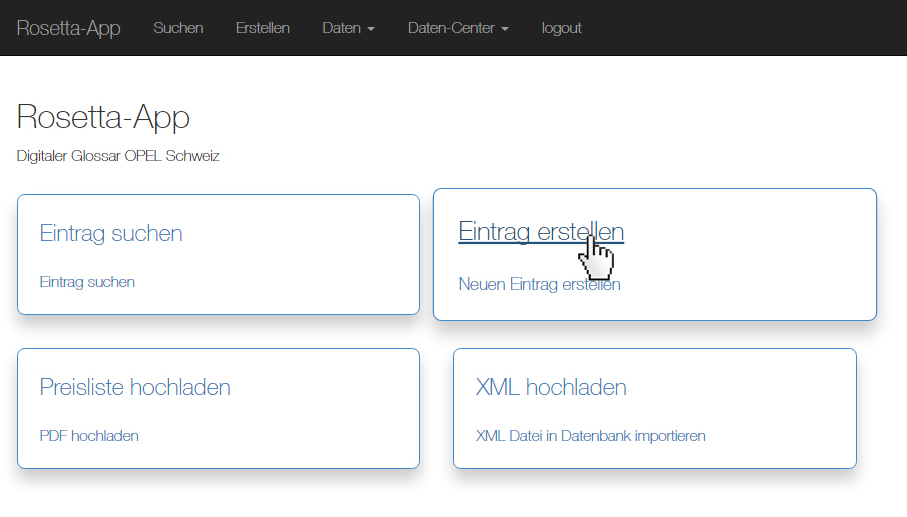 Rosetta-App Suchen Erstellen Daten Daten-Center logout
Rosetta-App
Digitaler Glossar OPEL Schweiz
Eintrag suchen
Eintrag suchen
Eintrag erstellen
Neuen Eintrag erstellen
Preisliste hochladen
PDF hochladen
XML hochladen
XML Datei in Datenbank importieren